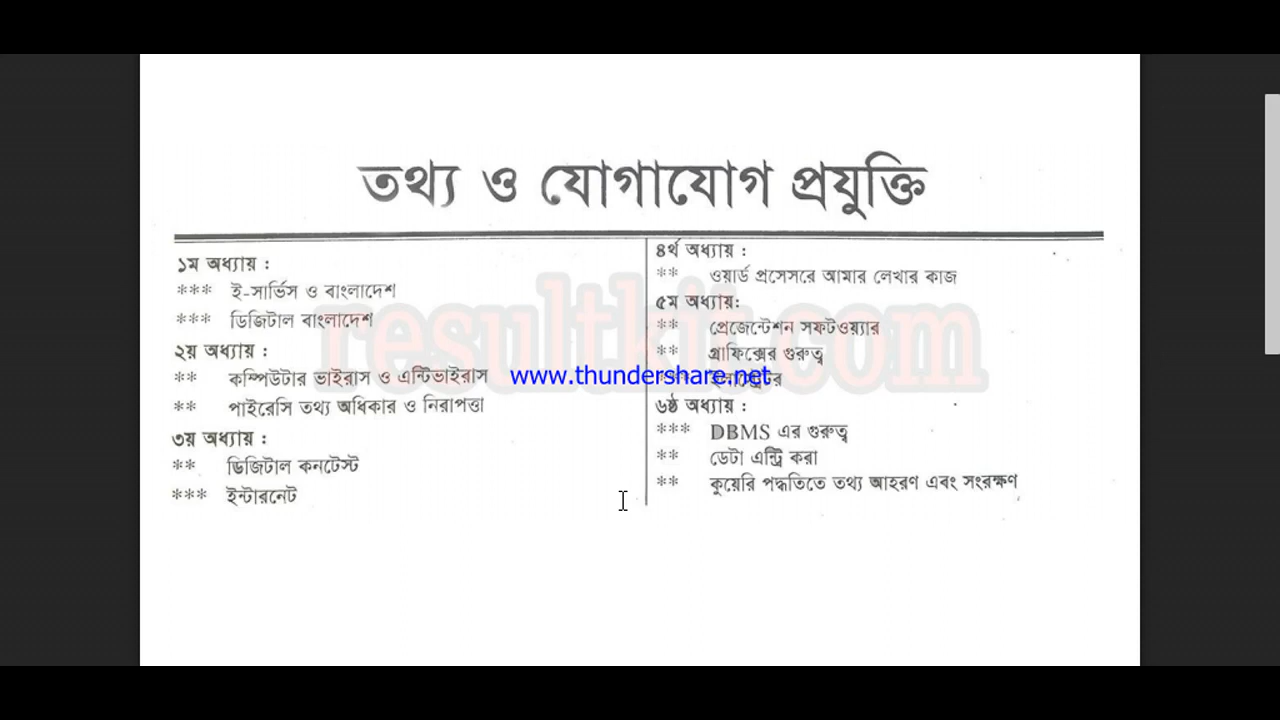 তথ্য ও যোগাযোগ প্রযুক্তি
১ম অধ্যায় :
*** ই-সার্ভিস ও বাংলাদেশ
*** ডিজিটাল বাংলাদেশ
২য় অধ্যায় :
** কম্পিউটার ভাইরাস ও এন্টিভাইরাস
** পাইরেসি তথ্য অধিকার ও নিরাপত্তা
৩য় অধ্যায় :
** ডিজিটাল কনটেস্ট
*** ইন্টারনেট
৪র্থ অধ্যায় :
** ওয়ার্ড প্রসেসরে আমার লেখার কাজ
৫ম অধ্যায়:
** প্রেজেন্টেশন সফটওয়্যার
** গ্রাফিক্সের গুরুত্ব
৬ষ্ঠ অধ্যায় :
*** DBMS এর গুরুত্ব
** ডেটা এন্ট্রি করা
** কুয়েরি পদ্ধতিতে তথ্য আহরণ এবং সংরক্ষণ
www.thundershare.net
resultkit.com